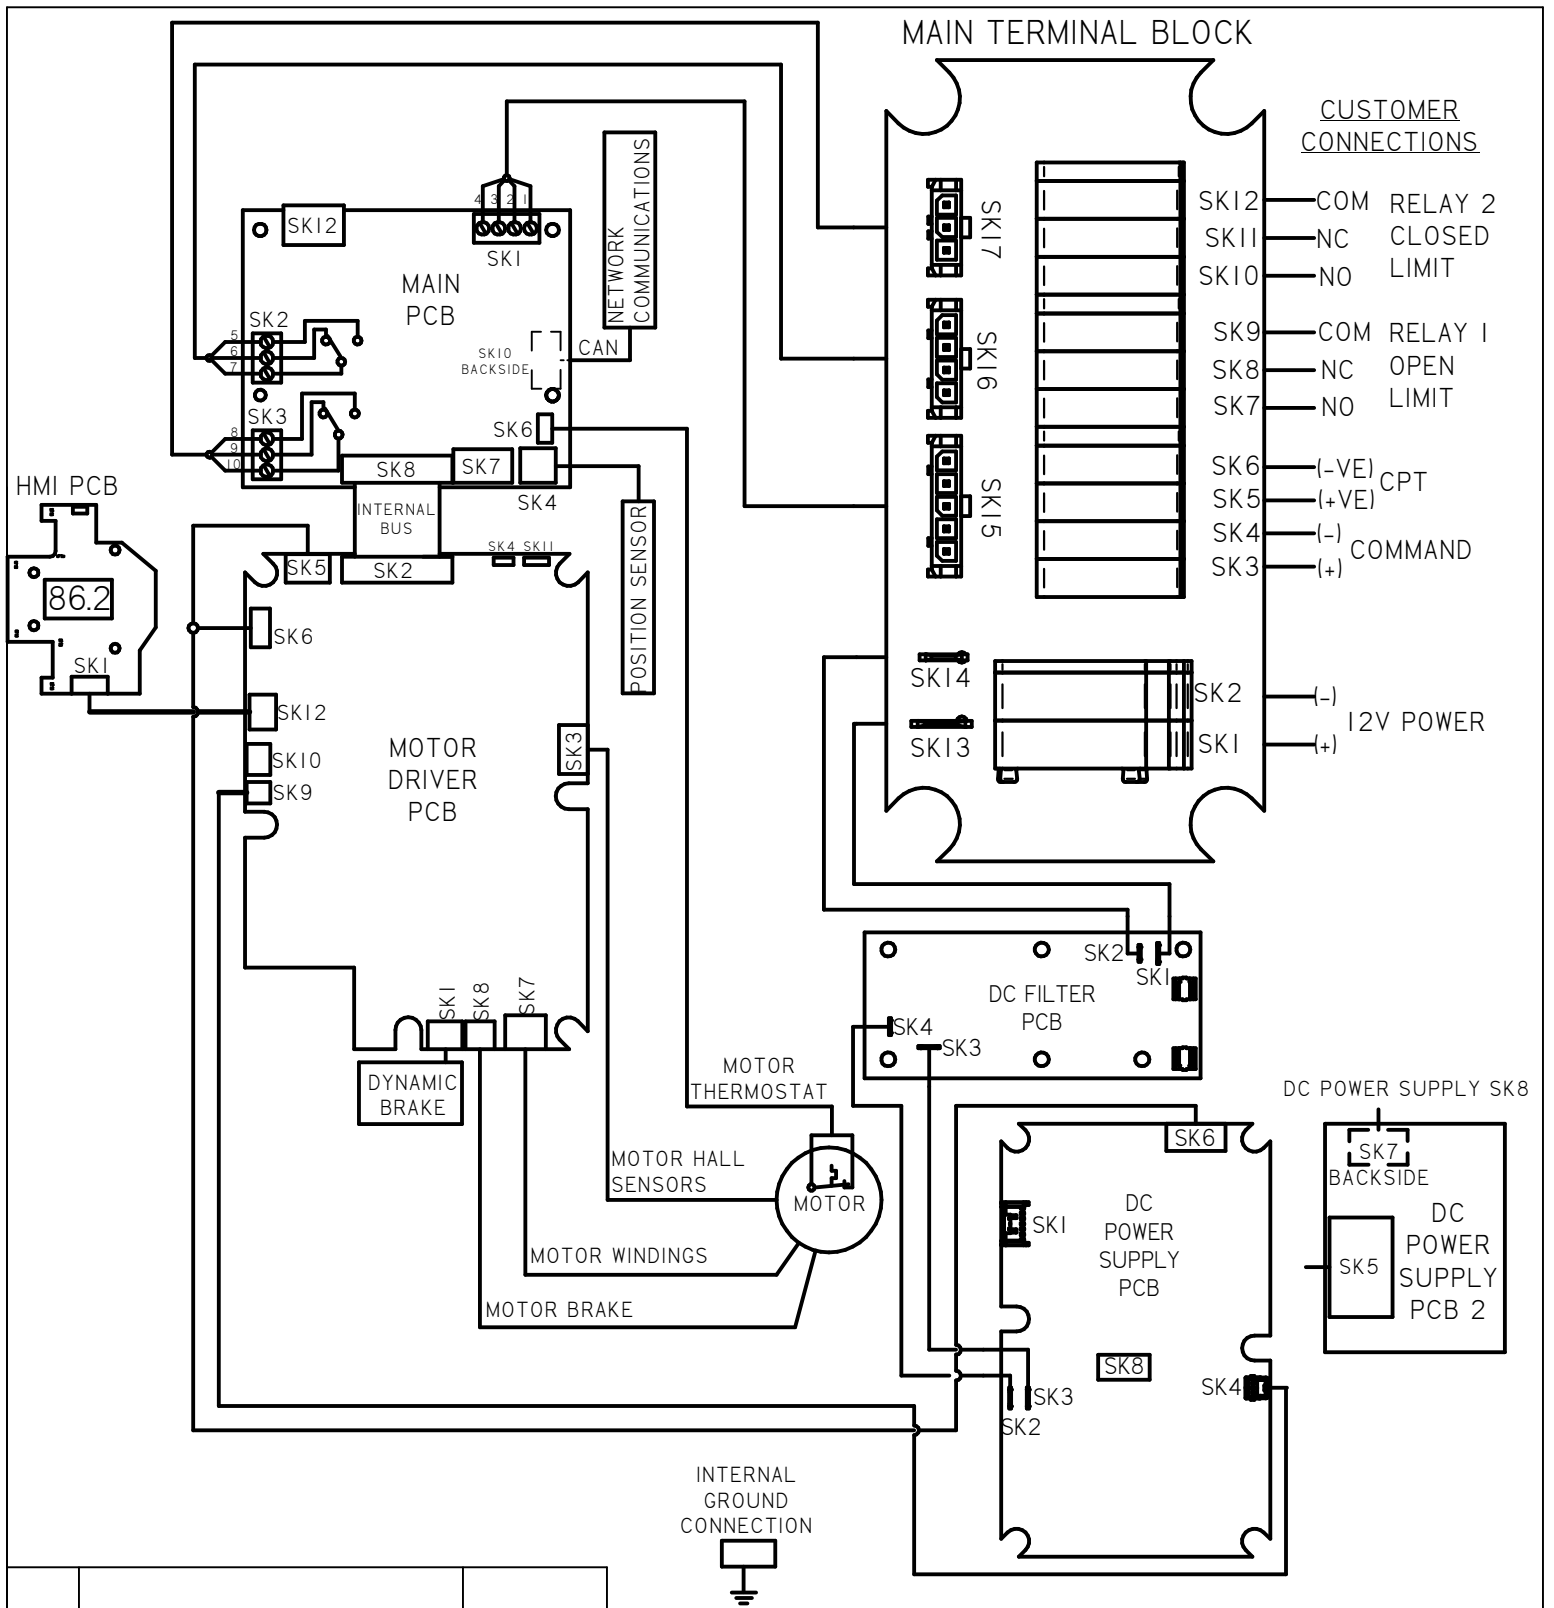 MAIN TERMINAL BLOCK
CUSTOMER
CONNECTIONS
SK17
SK16
SK15
SK14
SK13
SK12 COM
SK11 NC
SK10 NO
RELAY 2
CLOSED
LIMIT
SK9 COM
SK8 NC
SK7 NO
RELAY 1
OPEN
LIMIT
SK6 (-VE)
SK5 (+VE)
CPT
SK4 (-)
SK3 (+)
COMMAND
SK2 (-)
SK1 (+)
12V POWER
4 3 2 1
SK12
SK1
MAIN
PCB
SK2
5
6
7
SK10
BACKSIDE
CAN
NETWORK
COMMUNICATIONS
SK3
8
9
10
SK6
SK8
SK7
SK4
INTERNAL
BUS
POSITION SENSOR
HMI PCB
86.2
SK1
SK5
SK2
SK4 SK11
SK6
SK12
SK10
SK9
SK3
MOTOR
DRIVER
PCB
SK1
SK8
SK7
DYNAMIC
BRAKE
MOTOR
THERMOSTAT
MOTOR HALL
SENSORS
MOTOR
MOTOR WINDINGS
MOTOR BRAKE
SK2
SK1
DC FILTER
PCB
SK4
SK3
SK6
SK1
DC
POWER
SUPPLY
PCB
SK8
SK3
SK2
SK4
DC POWER SUPPLY SK8
SK7
BACKSIDE
SK5
DC
POWER
SUPPLY
PCB 2
INTERNAL
GROUND
CONNECTION